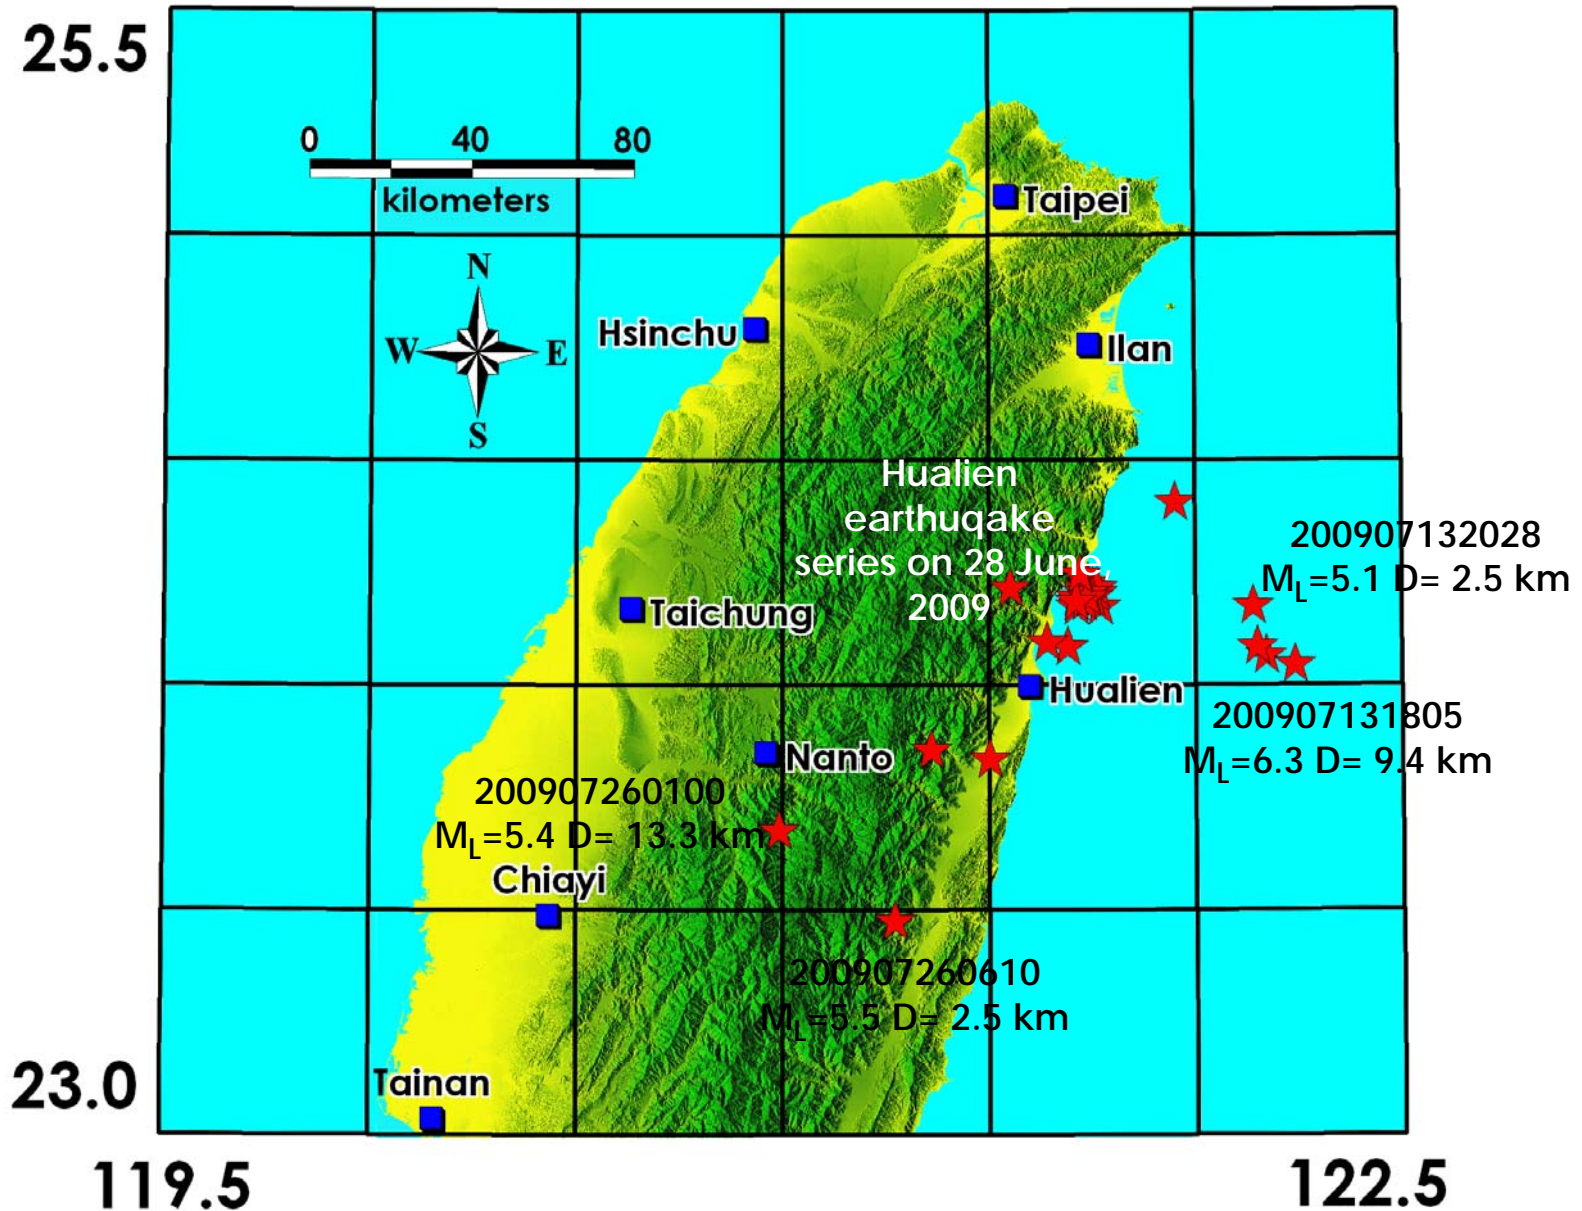 25.5
0 40 80
kilometers
Taipei
N
W E
S
Hsinchu
Ilan
Hualien
earthuqake
series on 28 June,
2009
200907132028
ML=5.1 D= 2.5 km
Taichung
Hualien
200907131805
ML=6.3 D= 9.4 km
Nanto
200907260100
ML=5.4 D= 13.3 km
Chiayi
200907260610
ML=5.5 D= 2.5 km
Tainan
23.0
119.5
122.5